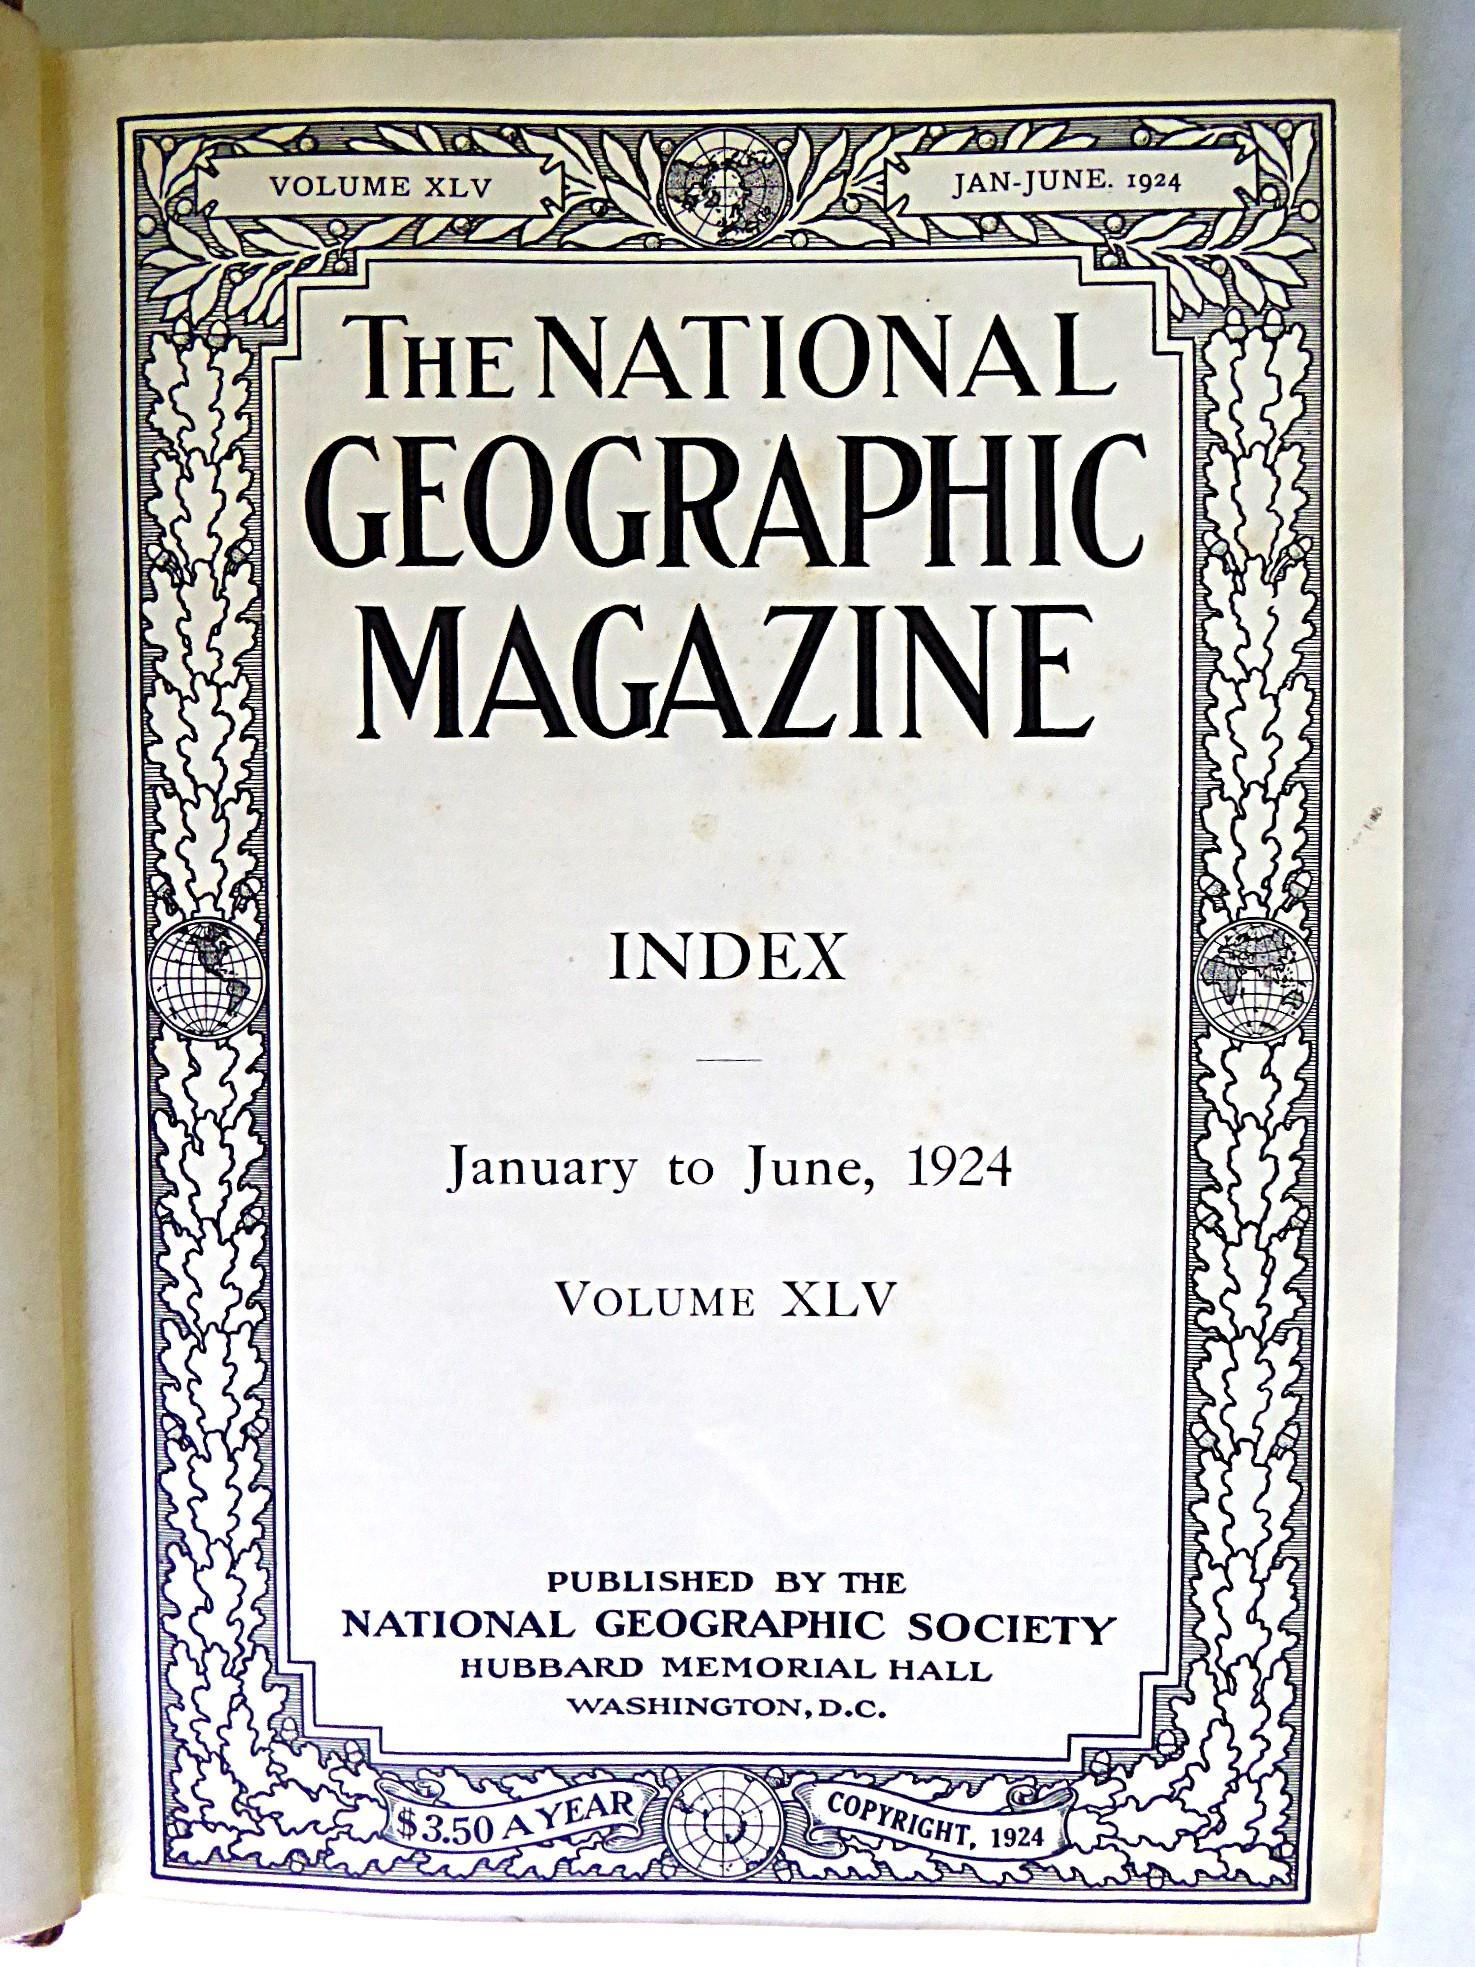 VOLUME XLV
JAN-JUNE. 1924
THE NATIONAL
GEOGRAPHIC
MAGAZINE
INDEX
January to June, 1924
VOLUME XLV
PUBLISHED BY THE
NATIONAL GEOGRAPHIC SOCIETY
HUBBARD MEMORIAL HALL
WASHINGTON, D.C.
$3.50 A YEAR
COPYRIGHT, 1924